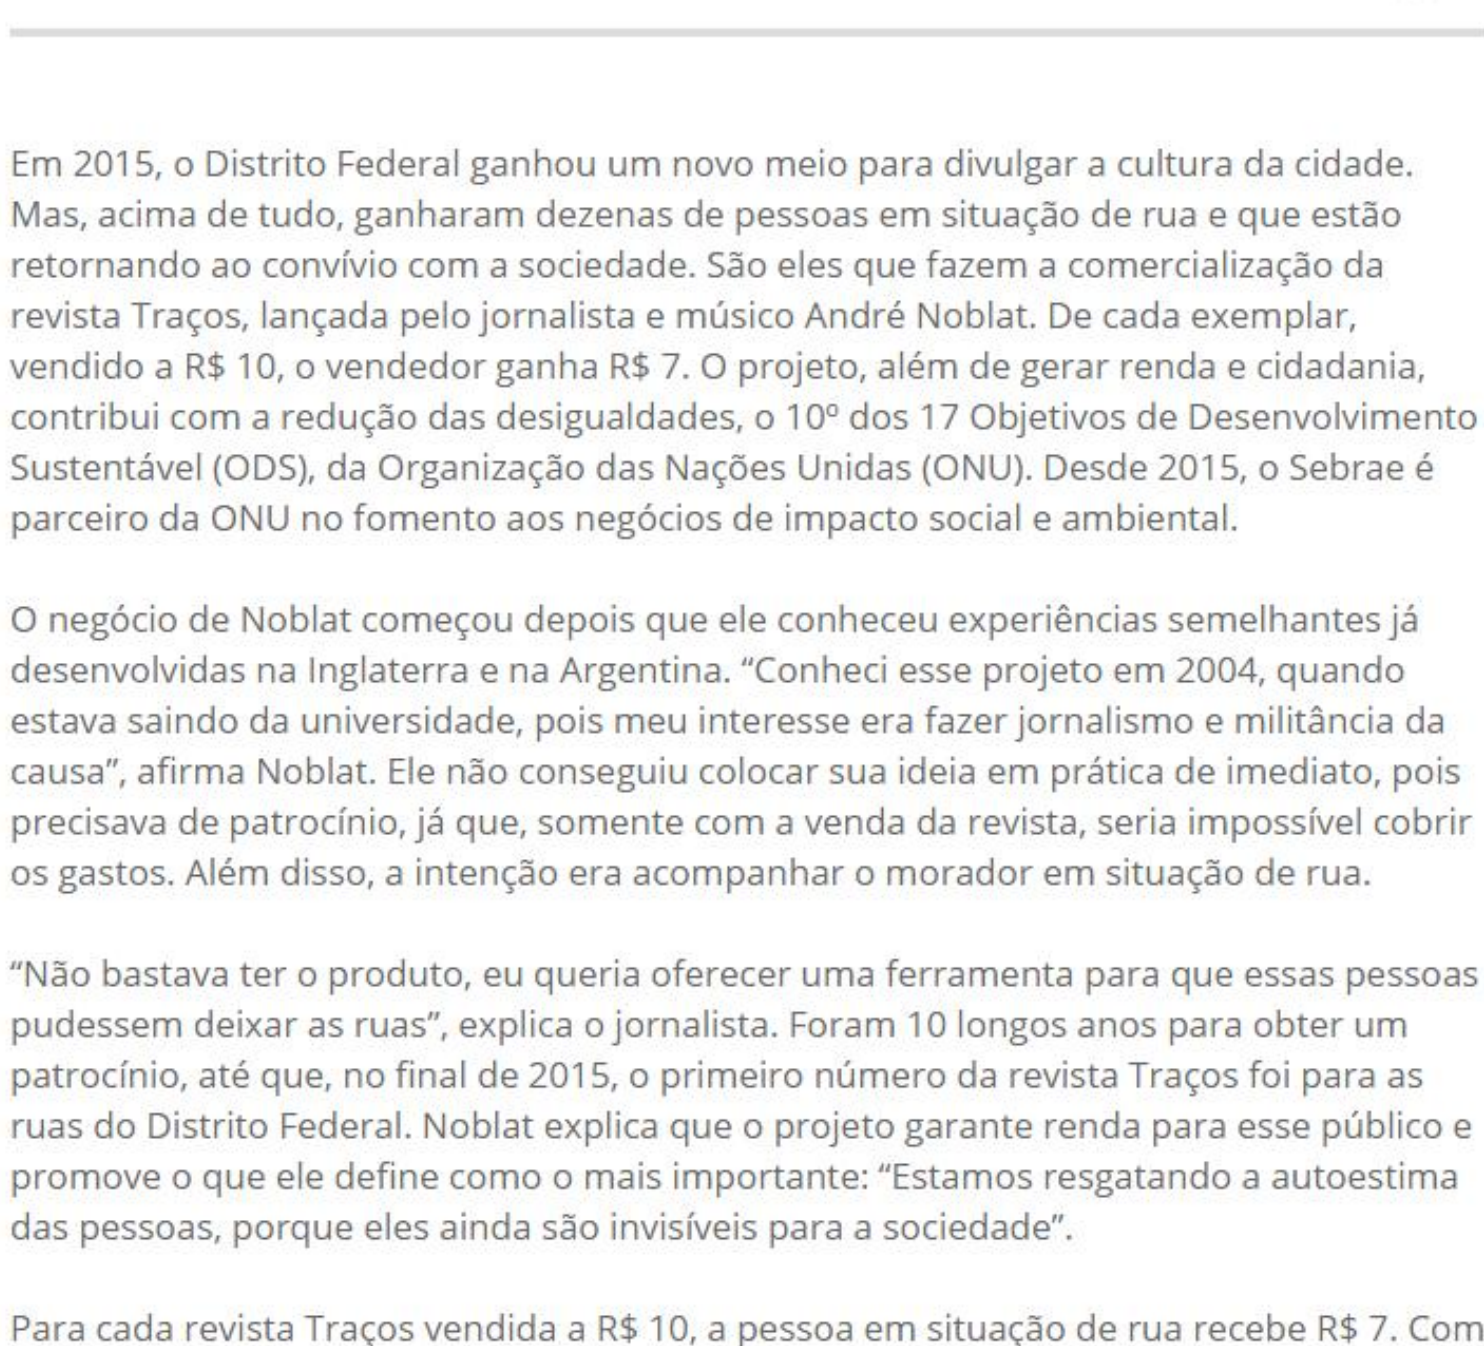 Em 2015, o Distrito Federal ganhou um novo meio para divulgar a cultura da cidade.
Mas, acima de tudo, ganharam dezenas de pessoas em situação de rua e que estão
retornando ao convívio com a sociedade. São eles que fazem a comercialização da
revista Traços, lançada pelo jornalista e músico André Noblat. De cada exemplar,
vendido a R$ 10, o vendedor ganha R$ 7. O projeto, além de gerar renda e cidadania,
contribui com a redução das desigualdades, o 10º dos 17 Objetivos de Desenvolvimento
Sustentável (ODS), da Organização das Nações Unidas (ONU). Desde 2015, o Sebrae é
parceiro da ONU no fomento aos negócios de impacto social e ambiental.
O negócio de Noblat começou depois que ele conheceu experiências semelhantes já
desenvolvidas na Inglaterra e na Argentina. “Conheci esse projeto em 2004, quando
estava saindo da universidade, pois meu interesse era fazer jornalismo e militância da
causa”, afirma Noblat. Ele não conseguiu colocar sua ideia em prática de imediato, pois
precisava de patrocínio, já que, somente com a venda da revista, seria impossível cobrir
os gastos. Além disso, a intenção era acompanhar o morador em situação de rua.
“Não bastava ter o produto, eu queria oferecer uma ferramenta para que essas pessoas
pudessem deixar as ruas”, explica o jornalista. Foram 10 longos anos para obter um
patrocínio, até que, no final de 2015, o primeiro número da revista Traços foi para as
ruas do Distrito Federal. Noblat explica que o projeto garante renda para esse público e
promove o que ele define como o mais importante: “Estamos resgatando a autoestima
das pessoas, porque eles ainda são invisíveis para a sociedade”.
Para cada revista Traços vendida a R$ 10, a pessoa em situação de rua recebe R$ 7. Com